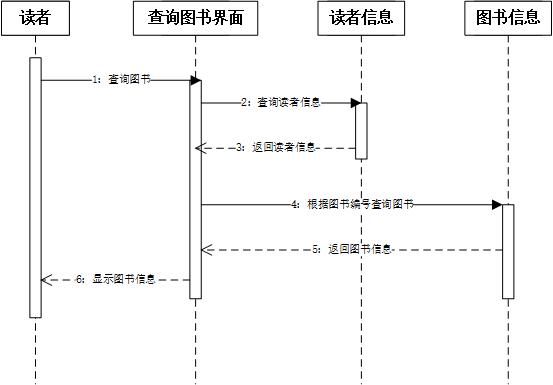 读者
查询图书界面
读者信息
图书信息
1: 查询图书
2: 查询读者信息
3: 返回读者信息
4: 根据图书编号查询图书
5: 返回图书信息
6: 显示图书信息